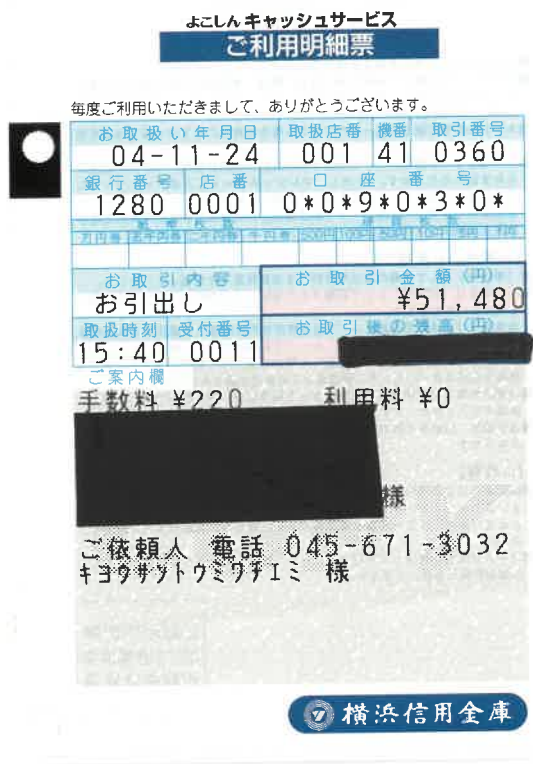 よこしんキャッシュサービス
ご利用明細票
毎度ご利用いただきまして、ありがとうございます。
お取扱い年月日 取扱店番 機番 取引番号
04-11-24 001 41 0360
銀行番号 店番 口座番号
1280 0001 0*0*9*0*3*0*
お取引内容 お取引金額(円)
お引出し ¥51,480
取扱時刻 受付番号 お取引後の残高(円)
15:40 0011
ご案内欄
手数料 ¥220 利用料 ¥0
様
ご依頼人 電話 045-671-3032
ｷﾖｳｻﾂﾄｳﾐﾜﾁｴﾐ 様
横浜信用金庫